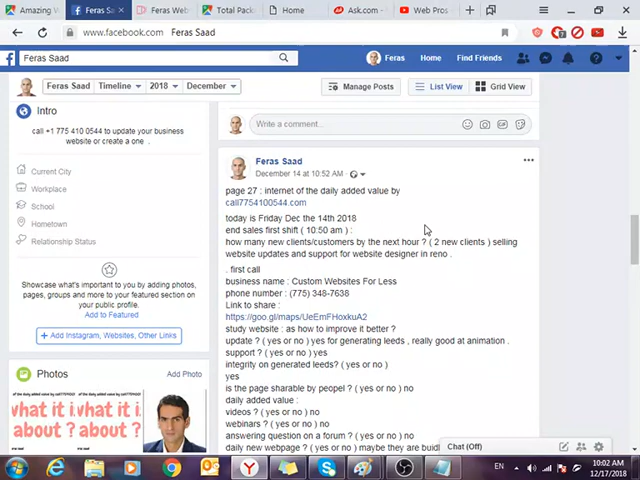 Amazing W
Feras Sa
Feras Web
Total Pack
Home
Ask.com -
Web Pros
www.facebook.com Feras Saad
Feras Saad
Feras Home Find Friends
Feras Saad Timeline 2018 December
Manage Posts List View Grid View
Intro
call +1 775 410 0544 to update your business
website or create a one .
Current City
Workplace
School
Hometown
Relationship Status
Showcase what's important to you by adding
photos, pages, groups and more to your featured section on
your public profile.
Add to Featured
+ Add Instagram, Websites, Other Links
Photos Add Photo
of the daily added value by call77541005
what it i
about ?
what it i
about ?
Write a comment...
GIF
Feras Saad
December 14 at 10:52 AM
page 27 : internet of the daily added value by
call7754100544.com
today is Friday Dec the 14th 2018
end sales first shift ( 10:50 am ) :
how many new clients/customers by the next hour ? ( 2 new clients ) selling
website updates and support for website designer in reno .
. first call
business name : Custom Websites For Less
phone number : (775) 348-7638
Link to share :
https://goo.gl/maps/UeEmFHoxkuA2
study website : as how to improve it better ?
update ? ( yes or no ) yes for generating leeds , really good at animation .
support ? ( yes or no ) yes
integrity on generated leeds? ( yes or no )
yes
is the page sharable by peopel ? ( yes or no ) no
daily added value :
videos ? ( yes or no ) no
webinars ? ( yes or no ) no
answering question on a forum ? ( yes or no ) no
daily new webpage ? ( yes or no ) maybe they are buidl
Chat (Off)
EN
10:02 AM
12/17/2018